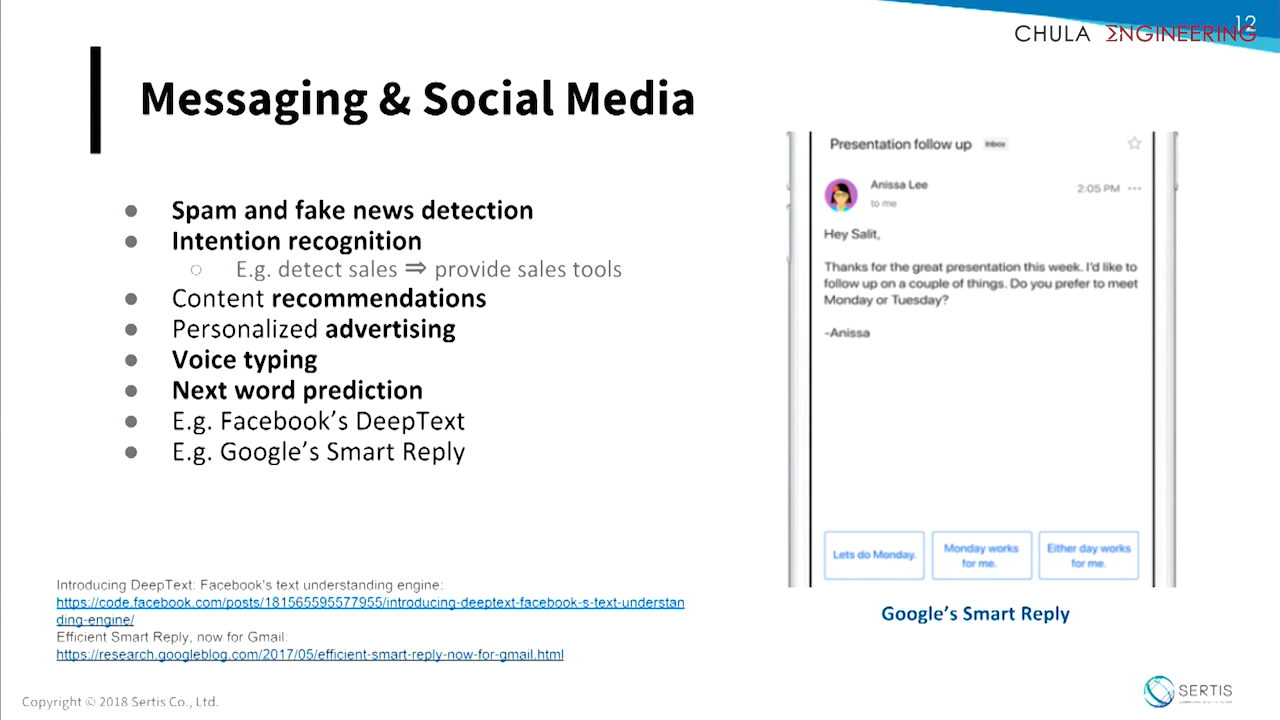 12
CHULA ΣNGINEERING
Messaging & Social Media
● Spam and fake news detection
● Intention recognition
○ E.g. detect sales ⇒ provide sales tools
● Content recommendations
● Personalized advertising
● Voice typing
● Next word prediction
● E.g. Facebook’s DeepText
● E.g. Google’s Smart Reply
Presentation follow up Inbox
Anissa Lee
2:05 PM
to me
Hey Salit,
Thanks for the great presentation this week. I'd like to
follow up on a couple of things. Do you prefer to meet
Monday or Tuesday?
-Anissa
Lets do Monday.
Monday works
for me.
Either day works
for me.
Google’s Smart Reply
Introducing DeepText: Facebook's text understanding engine:
https://code.facebook.com/posts/181565595577955/introducing-deeptext-facebook-s-text-understan
ding-engine/
Efficient Smart Reply, now for Gmail:
https://research.googleblog.com/2017/05/efficient-smart-reply-now-for-gmail.html
Copyright © 2018 Sertis Co., Ltd.
SERTIS